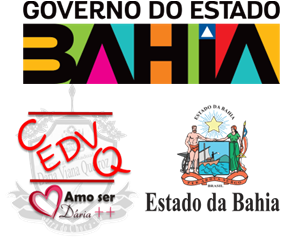 GOVERNO DO ESTADO
BAHIA
CEDVQ
Amo ser
Dária ++
ESTADO DA BAHIA
BRASIL
Estado da Bahia